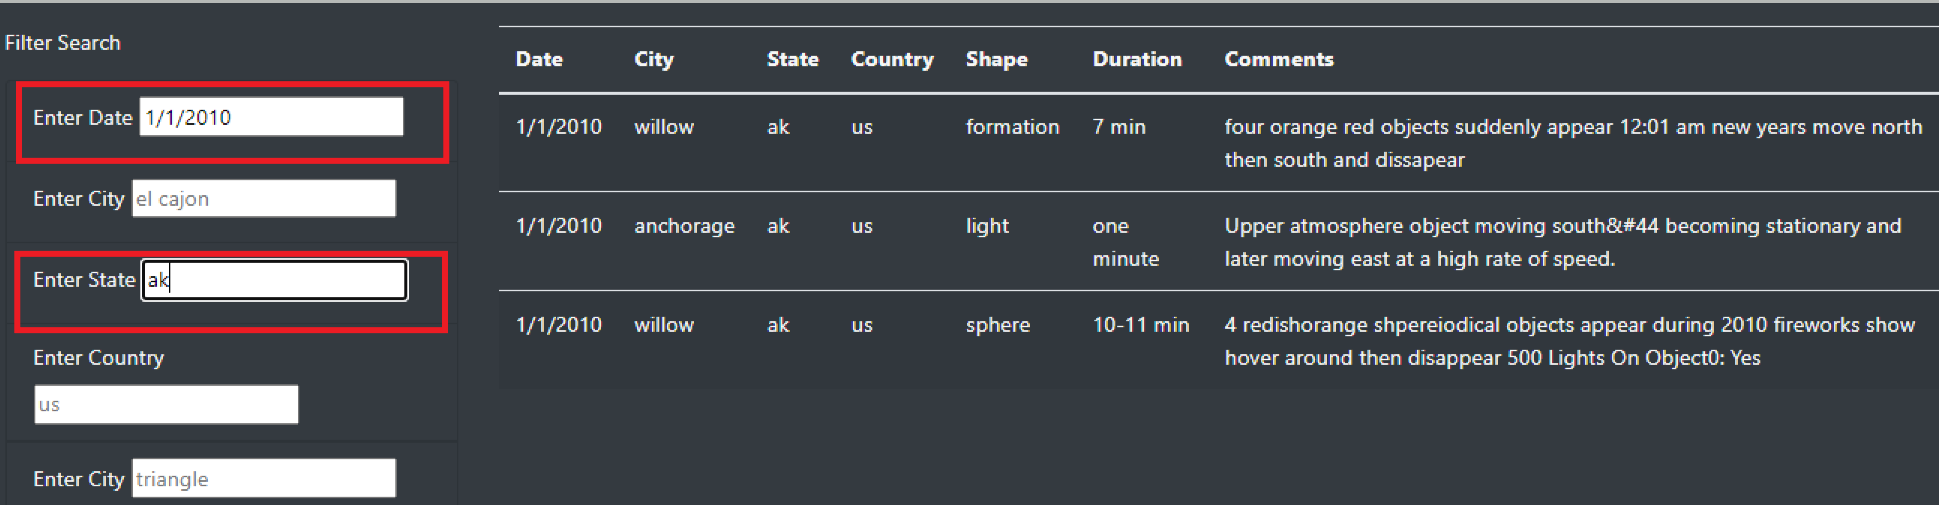 Filter Search
Enter Date 1/1/2010
Enter City el cajon
Enter State ak
Enter Country
us
Enter City triangle
Date City State Country Shape Duration Comments
1/1/2010 willow ak us formation 7 min four orange red objects suddenly appear 12:01 am new years move north
then south and dissapear
1/1/2010 anchorage ak us light one Upper atmosphere object moving south&#44 becoming stationary and
minute later moving east at a high rate of speed.
1/1/2010 willow ak us sphere 10-11 min 4 redishorange shpereiodical objects appear during 2010 fireworks show
hover around then disappear 500 Lights On Object0: Yes